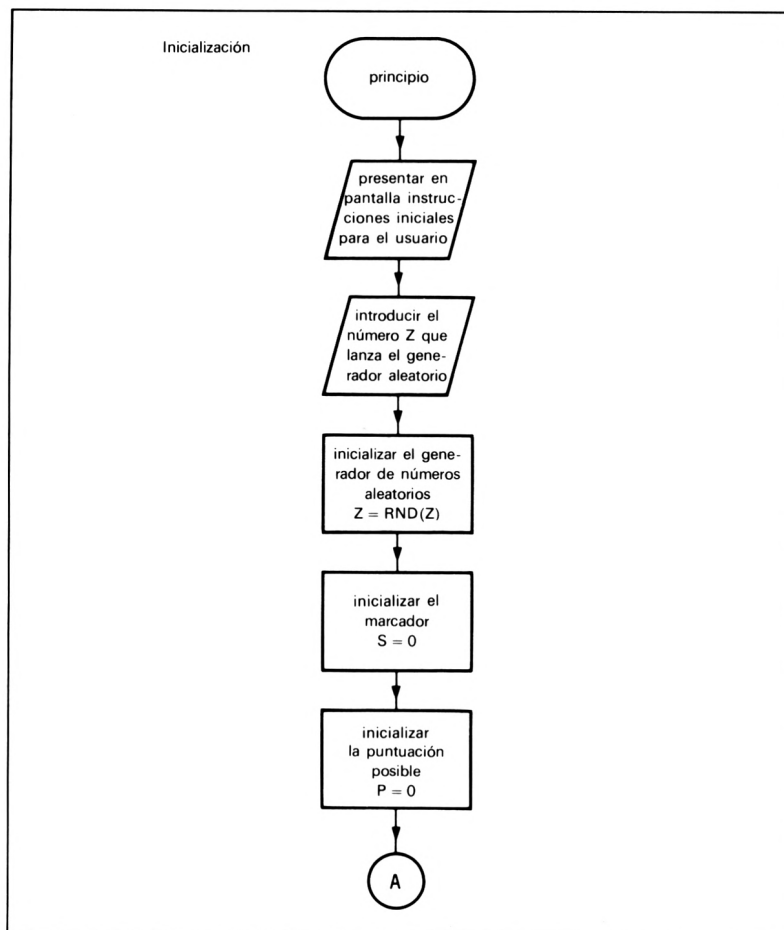 Inicialización
principio
presentar en
pantalla instruc-
ciones iniciales
para el usuario
introducir el
número Z que
lanza el gene-
rador aleatorio
inicializar el gene-
rador de números
aleatorios
Z = RND(Z)
inicializar el
marcador
S = 0
inicializar
la puntuación
posible
P = 0
A